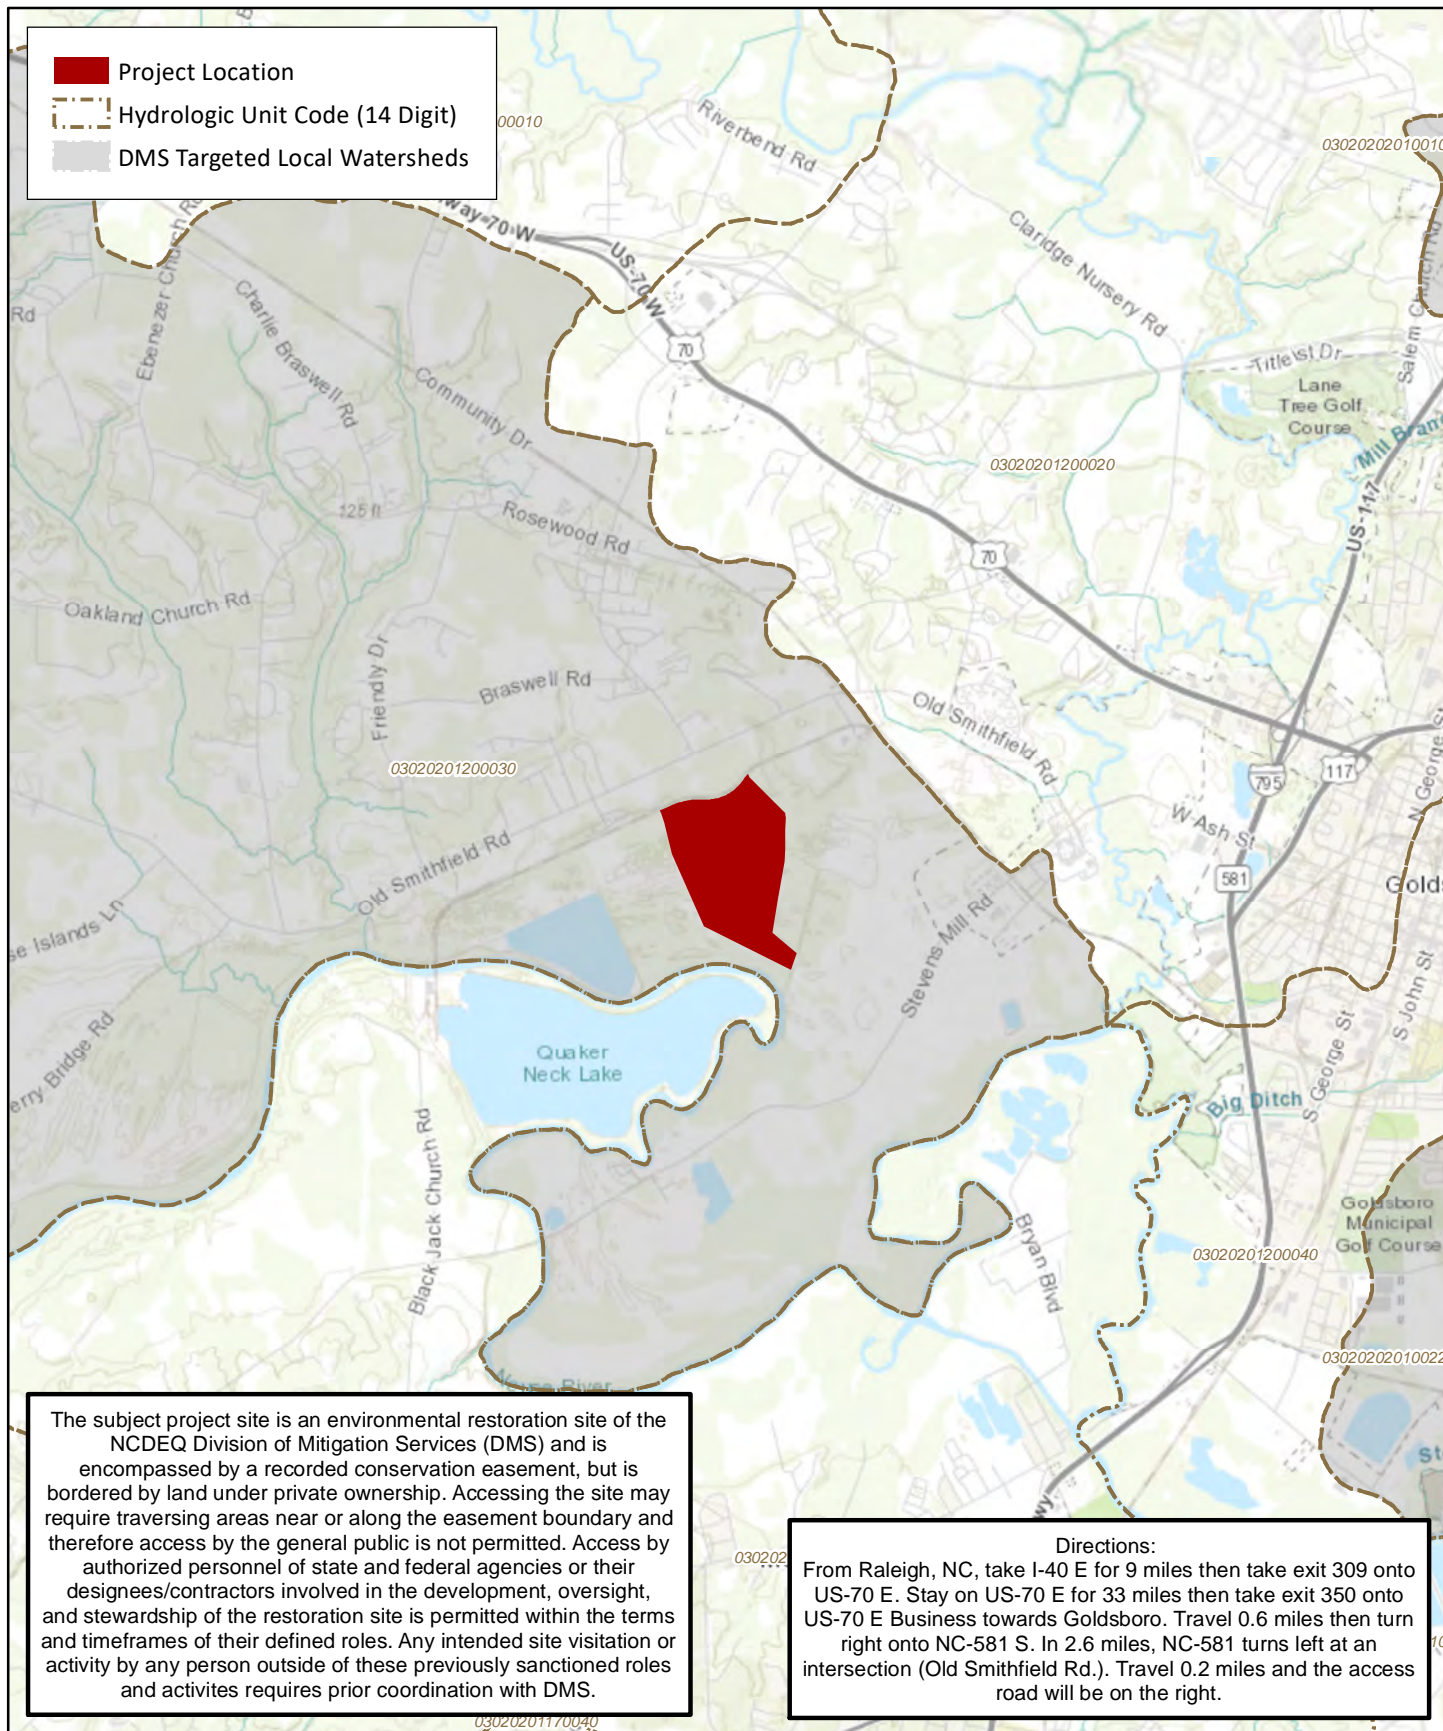 Project Location
Hydrologic Unit Code (14 Digit)
DMS Targeted Local Watersheds
00010
Riverbend Rd
03020202010010
US-70 W
Claridge Nursery Rd
Salem Church Rd
Ebenezer Church Rd
Rd
Charlie Braswell Rd
70
Title'st Dr
Lane
Tree Golf
Course
Community Dr
03020201200020
US-117
125 ft
Rosewood Rd
70
Oakland Church Rd
Friendly Dr
Braswell Rd
Old Smithfield Rd
03020201200030
795
117
N George St
W Ash St
Old Smithfield Rd
581
Stevens Mill Rd
S John St
Quaker
Neck Lake
S George St
Big Ditch
Black Jack Church Rd
Bryan Blvd
Goldsboro
Municipal
Golf Course
03020201200040
03020202010022
The subject project site is an environmental restoration site of the
NCDEQ Division of Mitigation Services (DMS) and is
encompassed by a recorded conservation easement, but is
bordered by land under private ownership. Accessing the site may
require traversing areas near or along the easement boundary and
therefore access by the general public is not permitted. Access by
authorized personnel of state and federal agencies or their
designees/contractors involved in the development, oversight,
and stewardship of the restoration site is permitted within the terms
and timeframes of their defined roles. Any intended site visitation or
activity by any person outside of these previously sanctioned roles
and activites requires prior coordination with DMS.
Directions:
From Raleigh, NC, take I-40 E for 9 miles then take exit 309 onto
US-70 E. Stay on US-70 E for 33 miles then take exit 350 onto
US-70 E Business towards Goldsboro. Travel 0.6 miles then turn
right onto NC-581 S. In 2.6 miles, NC-581 turns left at an
intersection (Old Smithfield Rd.). Travel 0.2 miles and the access
road will be on the right.
03020201170040